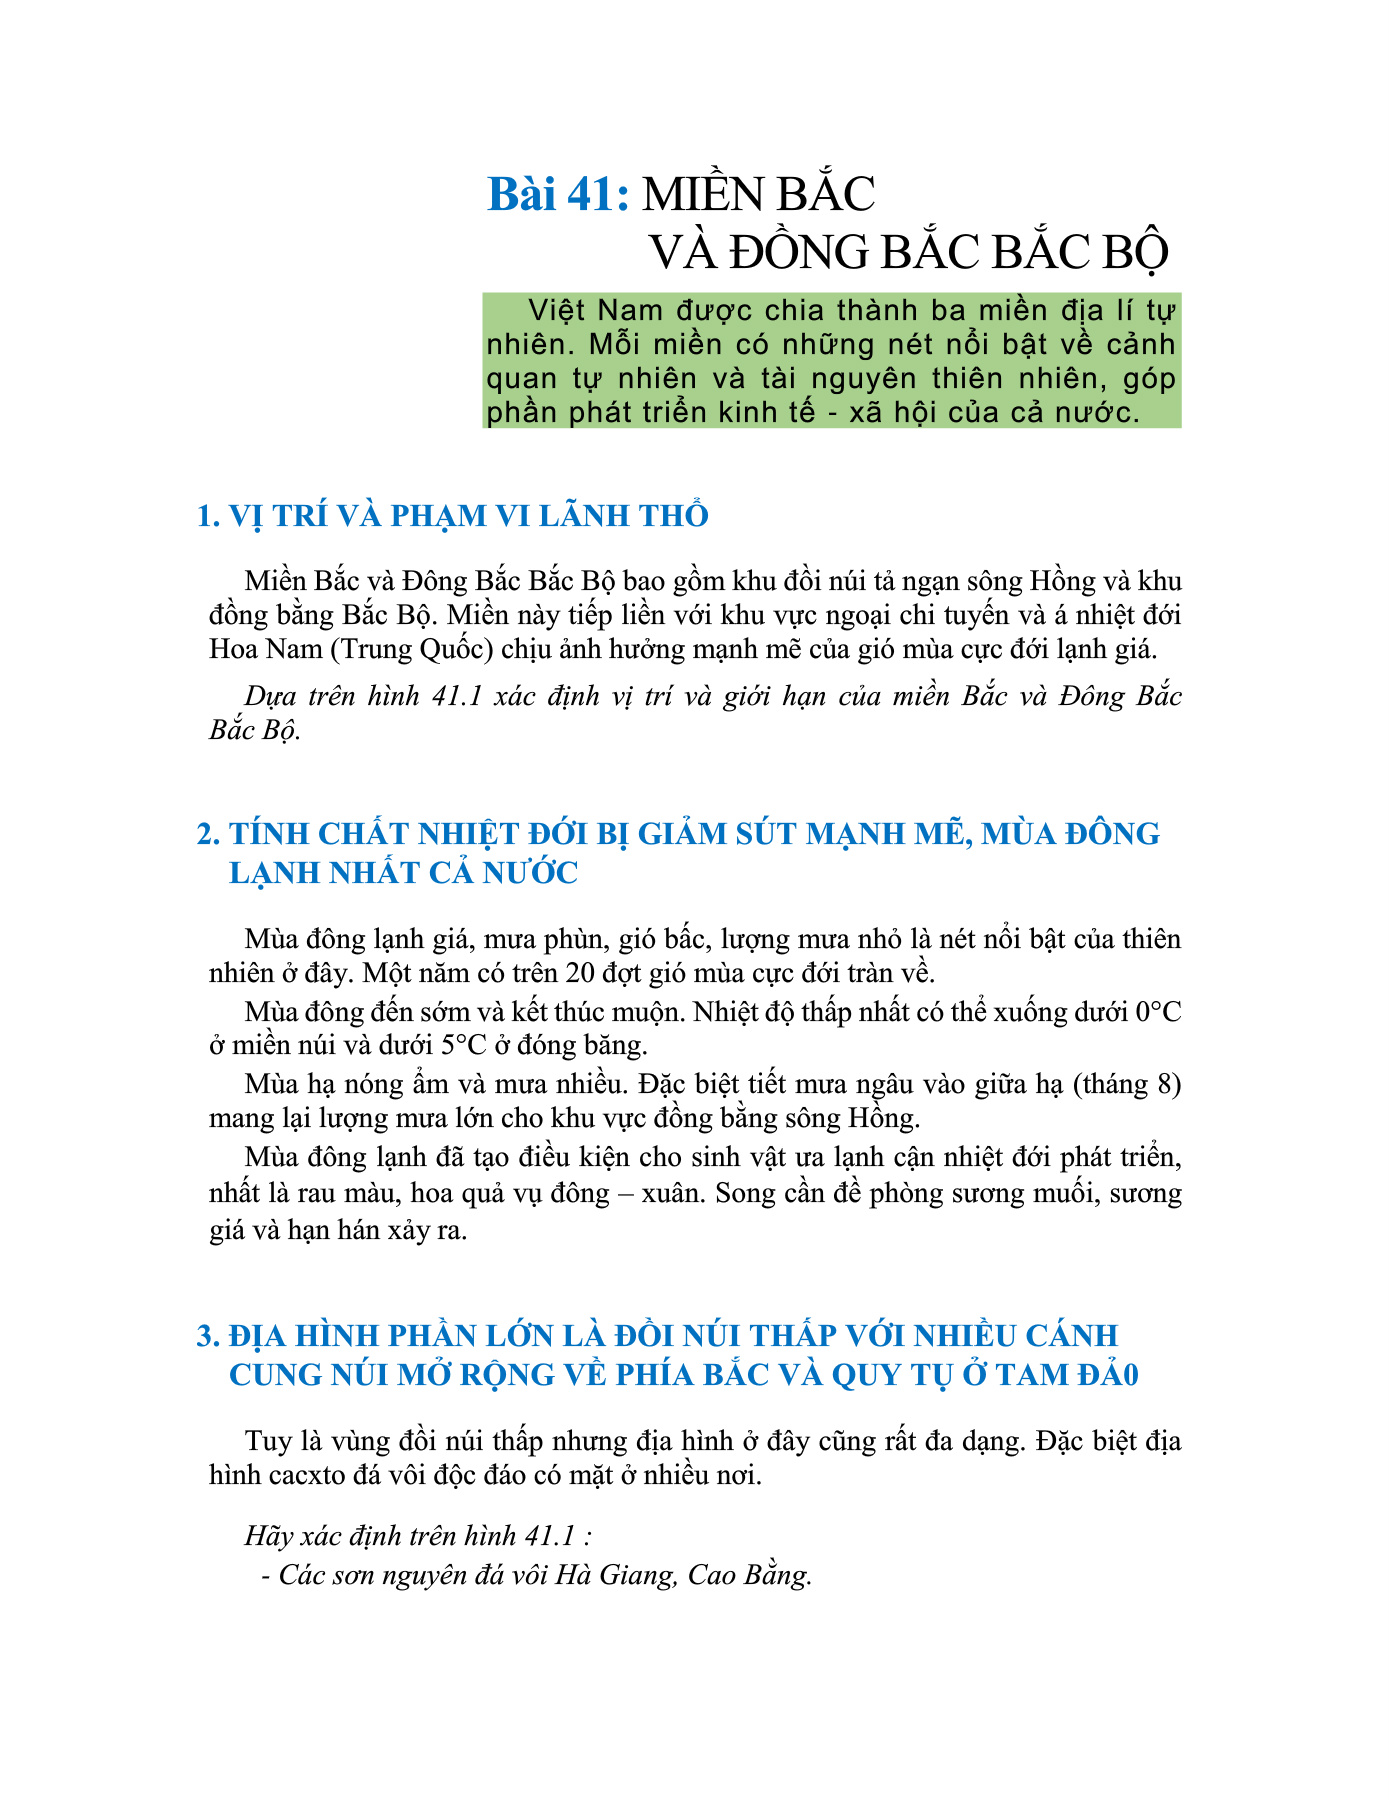 Bài 41: MIỀN BẮC
VÀ ĐỒNG BẮC BẮC BỘ
Việt Nam được chia thành ba miền địa lí tự
nhiên. Mỗi miền có những nét nổi bật về cảnh
quan tự nhiên và tài nguyên thiên nhiên, góp
phần phát triển kinh tế - xã hội của cả nước.
1. VỊ TRÍ VÀ PHẠM VI LÃNH THỔ
Miền Bắc và Đông Bắc Bắc Bộ bao gồm khu đồi núi tả ngạn sông Hồng và khu
đồng bằng Bắc Bộ. Miền này tiếp liền với khu vực ngoại chi tuyến và á nhiệt đới
Hoa Nam (Trung Quốc) chịu ảnh hưởng mạnh mẽ của gió mùa cực đới lạnh giá.
Dựa trên hình 41.1 xác định vị trí và giới hạn của miền Bắc và Đông Bắc
Bắc Bộ.
2. TÍNH CHẤT NHIỆT ĐỚI BỊ GIẢM SÚT MẠNH MẼ, MÙA ĐÔNG
LẠNH NHẤT CẢ NƯỚC
Mùa đông lạnh giá, mưa phùn, gió bấc, lượng mưa nhỏ là nét nổi bật của thiên
nhiên ở đây. Một năm có trên 20 đợt gió mùa cực đới tràn về.
Mùa đông đến sớm và kết thúc muộn. Nhiệt độ thấp nhất có thể xuống dưới 0°C
ở miền núi và dưới 5°C ở đóng băng.
Mùa hạ nóng ẩm và mưa nhiều. Đặc biệt tiết mưa ngâu vào giữa hạ (tháng 8)
mang lại lượng mưa lớn cho khu vực đồng bằng sông Hồng.
Mùa đông lạnh đã tạo điều kiện cho sinh vật ưa lạnh cận nhiệt đới phát triển,
nhất là rau màu, hoa quả vụ đông – xuân. Song cần đề phòng sương muối, sương
giá và hạn hán xảy ra.
3. ĐỊA HÌNH PHẦN LỚN LÀ ĐỒI NÚI THẤP VỚI NHIỀU CÁNH
CUNG NÚI MỞ RỘNG VỀ PHÍA BẮC VÀ QUY TỤ Ở TAM ĐẢ0
Tuy là vùng đồi núi thấp nhưng địa hình ở đây cũng rất đa dạng. Đặc biệt địa
hình cacxto đá vôi độc đáo có mặt ở nhiều nơi.
Hãy xác định trên hình 41.1 :
- Các sơn nguyên đá vôi Hà Giang, Cao Bằng.